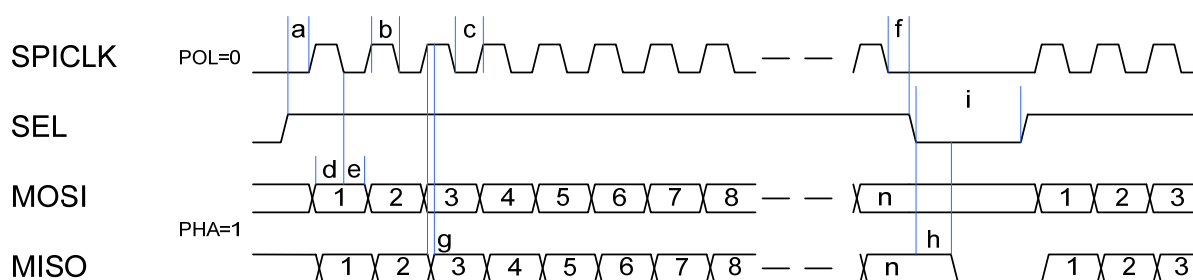 a b c f
SPICLK POL=0
i
SEL
d e
MOSI 1 2 3 4 5 6 7 8 n 1 2 3
PHA=1
g h
MISO 1 2 3 4 5 6 7 8 n 1 2 3